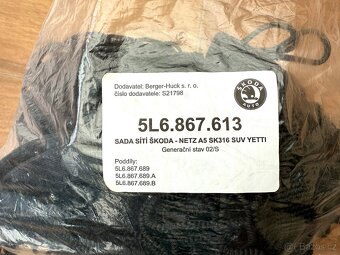 Dodavatel: Berger-Huck s. r. o.
číslo dodavatele: S21798
ŠKODA
AUTO
5L6.867.613
SADA SÍTÍ ŠKODA - NETZ A5 SK316 SUV YETTI
Generační stav 02/S
Poddíly:
5L6.867.689
5L6.867.689.A
5L6.867.689.B